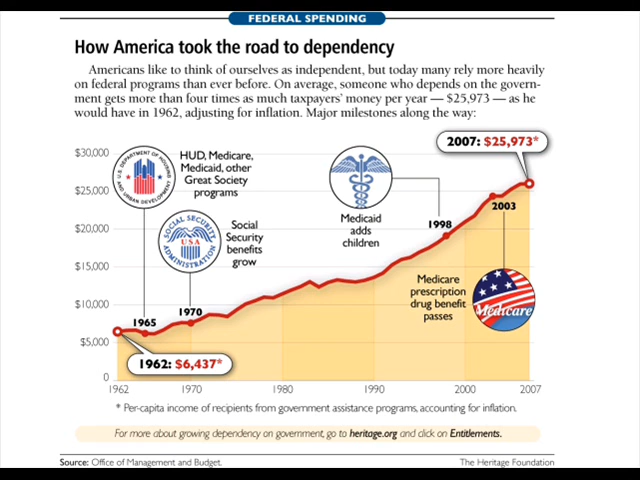 FEDERAL SPENDING
How America took the road to dependency
Americans like to think of ourselves as independent, but today many rely more heavily
on federal programs than ever before. On average, someone who depends on the govern-
ment gets more than four times as much taxpayers' money per year — $25,973 — as he
would have in 1962, adjusting for inflation. Major milestones along the way:
2007: $25,973*
$30,000
$25,000
$20,000
$15,000
$10,000
$5,000
0
U.S. DEPARTMENT OF HOUSING
AND URBAN DEVELOPMENT
HUD, Medicare,
Medicaid, other
Great Society
programs
1965
SOCIAL SECURITY
USA
ADMINISTRATION
Social
Security
benefits
grow
1970
Medicaid
adds
children
1998
2003
Medicare
prescription
drug benefit
passes
Medicare
1962: $6,437*
1962
1970
1980
1990
2000
2007
* Per-capita income of recipients from government assistance programs, accounting for inflation.
For more about growing dependency on government, go to heritage.org and click on Entitlements.
Source: Office of Management and Budget.
The Heritage Foundation